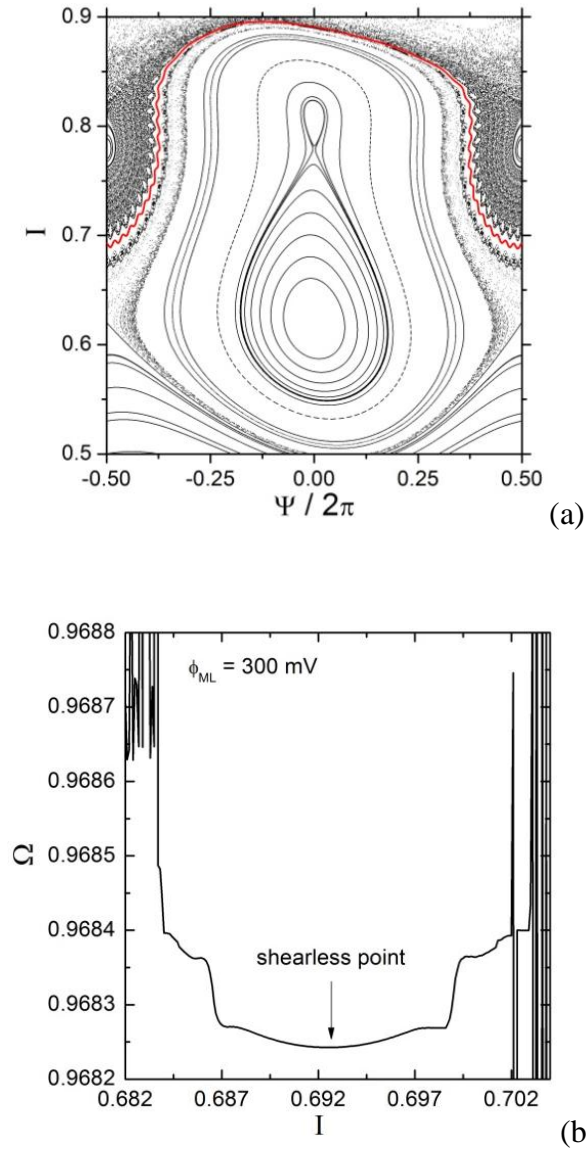 0.9
0.8
0.7
0.6
0.5
I
-0.50 -0.25 0.00 0.25 0.50
Ψ / 2π
(a)
0.9688
0.9687
0.9686
0.9685
0.9684
0.9683
0.9682
Ω
ϕML = 300 mV
shearless point
0.682 0.687 0.692 0.697 0.702
I
(b